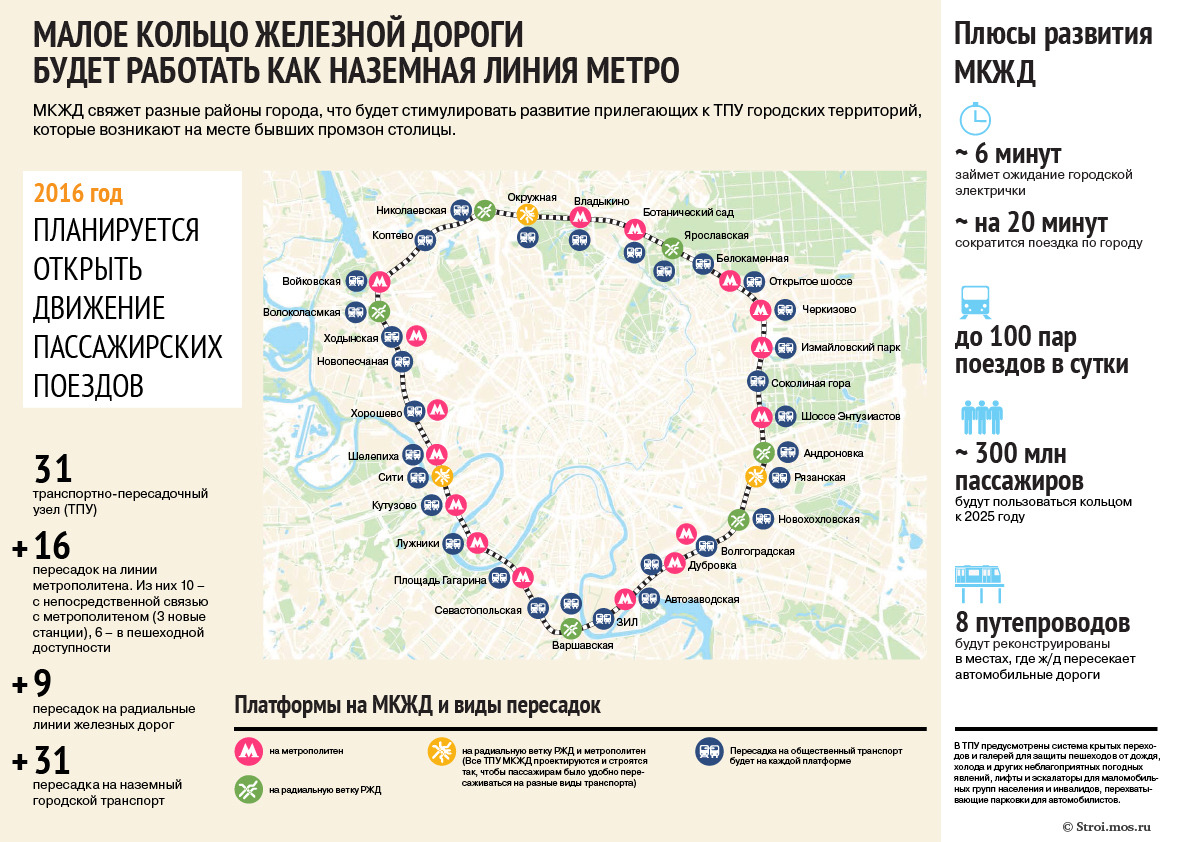 МАЛОЕ КОЛЬЦО ЖЕЛЕЗНОЙ ДОРОГИ
БУДЕТ РАБОТАТЬ КАК НАЗЕМНАЯ ЛИНИЯ МЕТРО
МКЖД свяжет разные районы города, что будет стимулировать развитие прилегающих к ТПУ городских территорий,
которые возникают на месте бывших промзон столицы.
2016 год
ПЛАНИРУЕТСЯ
ОТКРЫТЬ
ДВИЖЕНИЕ
ПАССАЖИРСКИХ
ПОЕЗДОВ
31
транспортно-пересадочный
узел (ТПУ)
+16
пересадок на линии
метрополитена. Из них 10 –
с непосредственной связью
с метрополитеном (3 новые
станции), 6 – в пешеходной
доступности
+9
пересадок на радиальные
линии железных дорог
+31
пересадка на наземный
городской транспорт
Окружная
Владыкино
Николаевская
Ботанический сад
Коптево
Ярославская
Белокаменная
Войковская
Открытое шоссе
Волоколасмкая
Черкизово
Ходынская
Измайловский парк
Новопесчаная
Соколиная гора
Хорошево
Шоссе Энтузиастов
Шелепиха
Андроновка
Сити
Рязанская
Кутузово
Новохохловская
Лужники
Волгоградская
Площадь Гагарина
Дубровка
Севастопольская
Автозаводская
ЗИЛ
Варшавская
Платформы на МКЖД и виды пересадок
на метрополитен
на радиальную ветку РЖД
на радиальную ветку РЖД и метрополитен
(Все ТПУ МКЖД проектируются и строятся
так, чтобы пассажирам было удобно пере-
саживаться на разные виды транспорта)
Пересадка на общественный транспорт
будет на каждой платформе
Плюсы развития
МКЖД
~ 6 минут
займет ожидание городской
электрички
~ на 20 минут
сократится поездка по городу
до 100 пар
поездов в сутки
~ 300 млн
пассажиров
будут пользоваться кольцом
к 2025 году
8 путепроводов
будут реконструированы
в местах, где ж/д пересекает
автомобильные дороги
В ТПУ предусмотрены система крытых перехо-
дов и галерей для защиты пешеходов от дождя,
холода и других неблагоприятных погодных
явлений, лифты и эскалаторы для маломобиль-
ных групп населения и инвалидов, перехваты-
вающие парковки для автомобилистов.
© Stroi.mos.ru